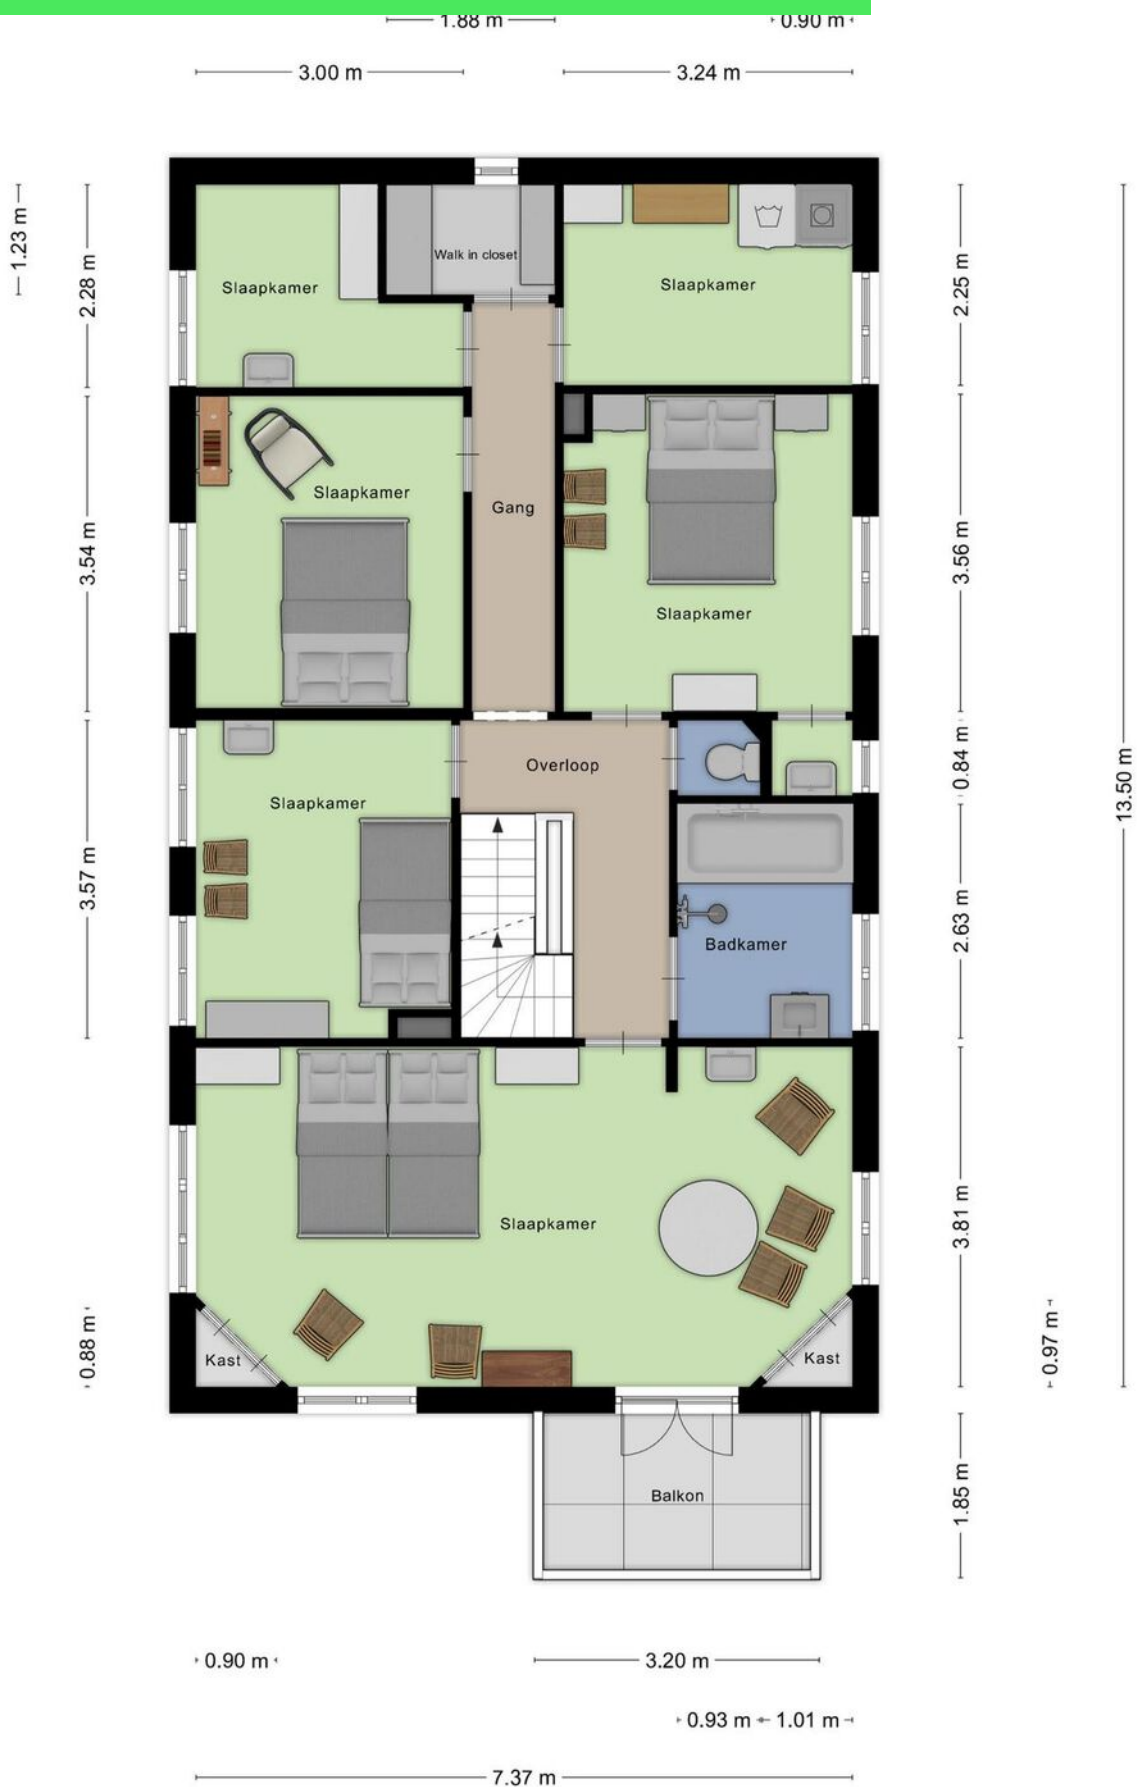 1.88 m
0.90 m
3.00 m
3.24 m
1.23 m
2.28 m
Slaapkamer
Walk in closet
Slaapkamer
2.25 m
3.54 m
Slaapkamer
Gang
Slaapkamer
3.56 m
13.50 m
Overloop
0.84 m
Slaapkamer
3.57 m
Badkamer
2.63 m
Slaapkamer
3.81 m
0.88 m
Kast
Kast
0.97 m
Balkon
1.85 m
0.90 m
3.20 m
0.93 m
1.01 m
7.37 m